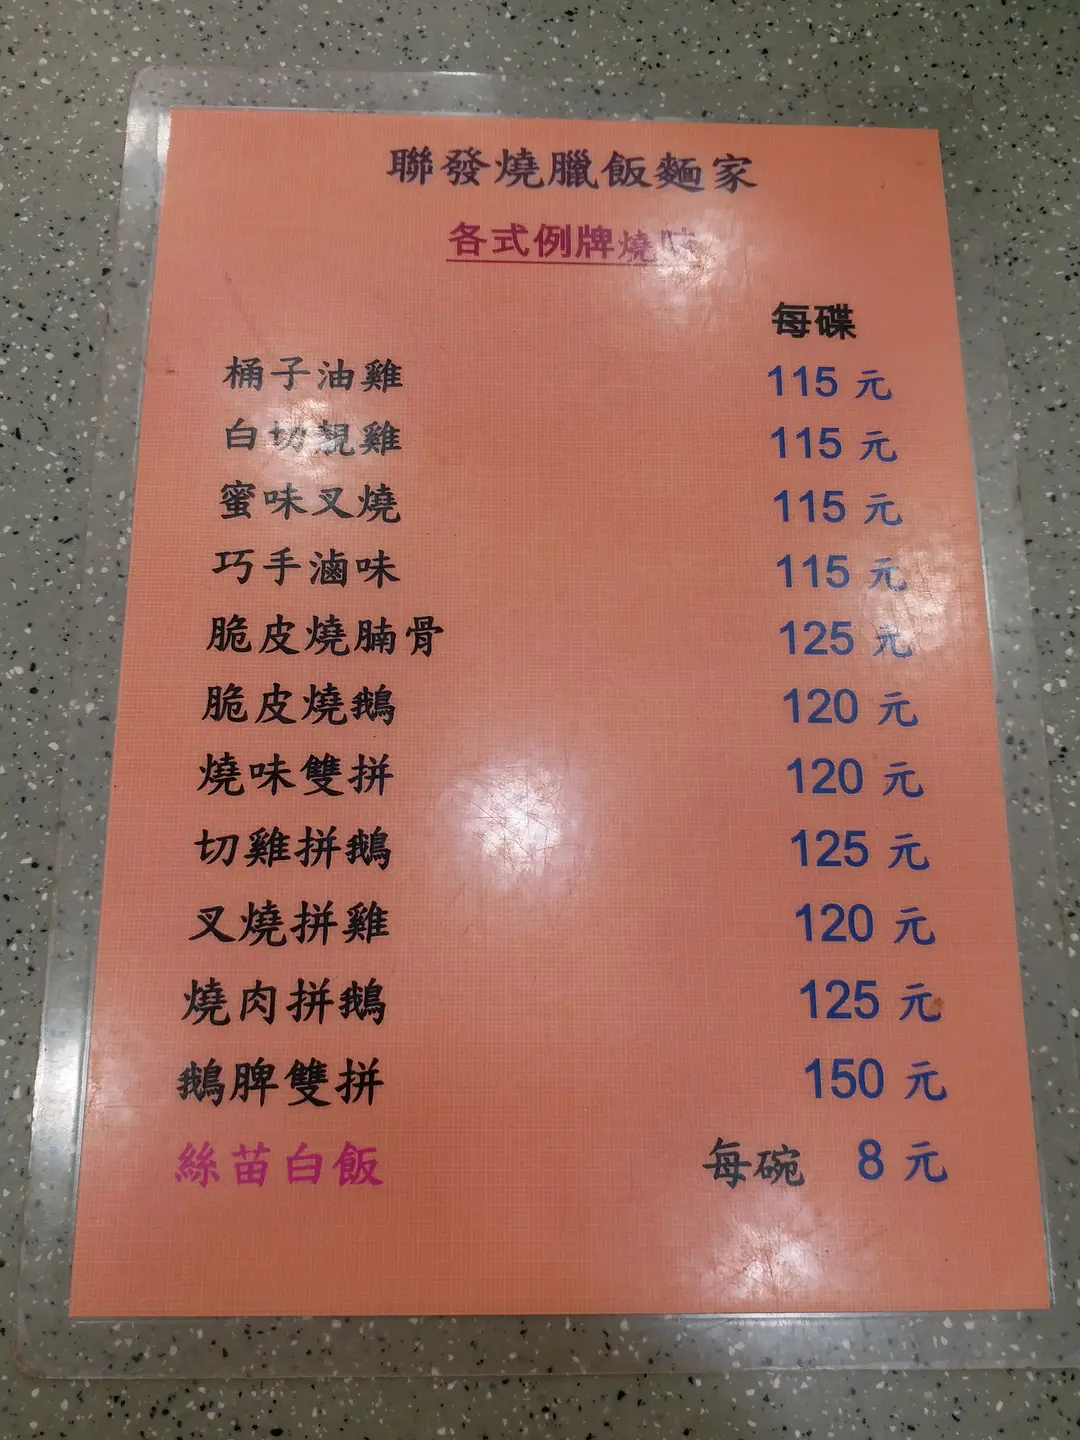 聯發燒臘飯麵家
各式例牌燒味
每碟
桶子油雞 115 元
白切靚雞 115 元
蜜味叉燒 115 元
巧手滷味 115 元
脆皮燒腩骨 125 元
脆皮燒鵝 120 元
燒味雙拼 120 元
切雞拼鵝 125 元
叉燒拼雞 120 元
燒肉拼鵝 125 元
鵝脾雙拼 150 元
絲苗白飯 每碗 8 元